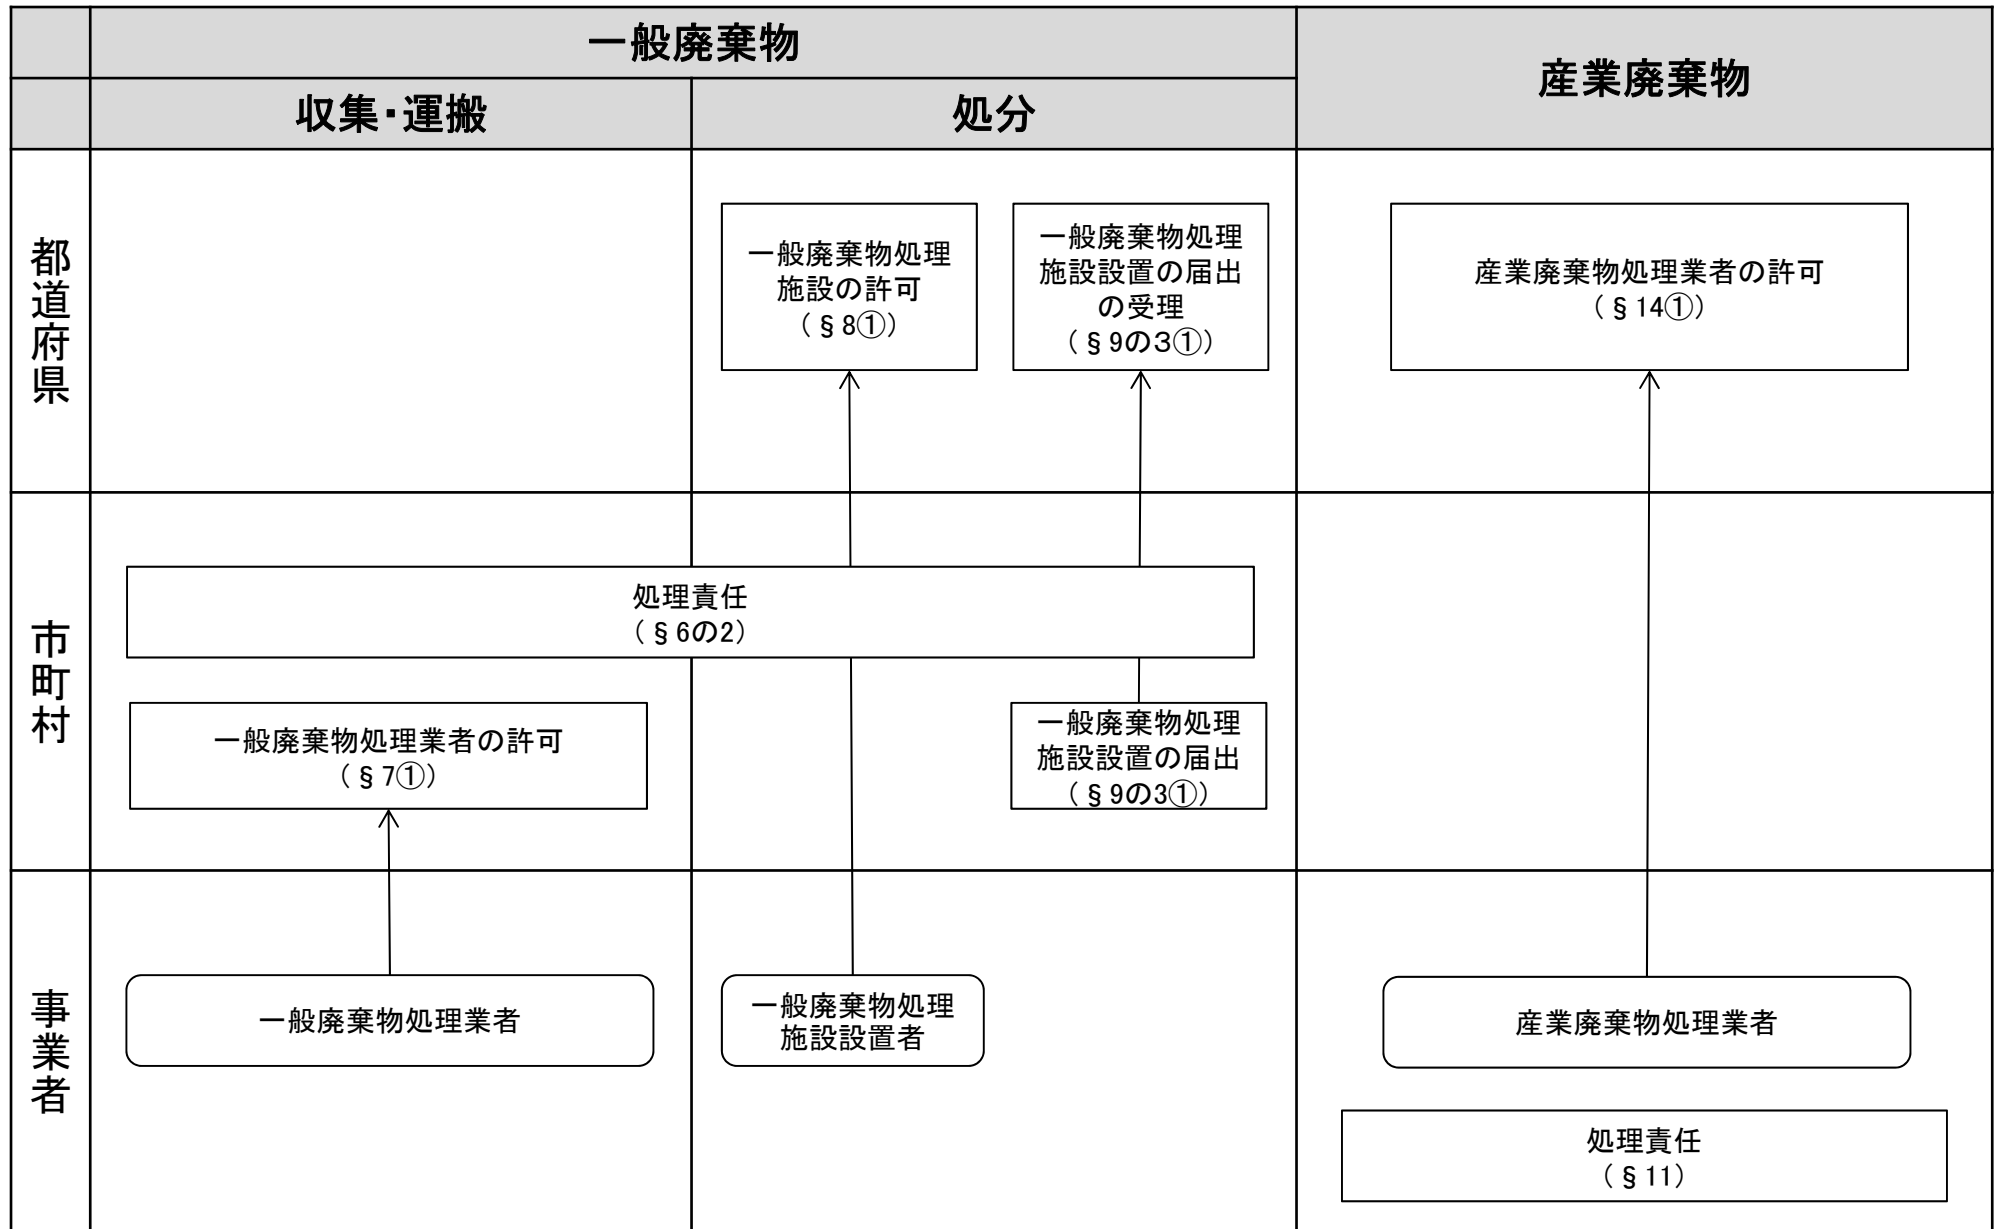 一般廃棄物
産業廃棄物
収集・運搬
処分
都道府県
一般廃棄物処理
施設の許可
（§8①）
一般廃棄物処理
施設設置の届出
の受理
（§9の３①）
産業廃棄物処理業者の許可
（§14①）
市町村
処理責任
（§6の2）
一般廃棄物処理業者の許可
（§7①）
一般廃棄物処理
施設設置の届出
（§9の3①）
事業者
一般廃棄物処理業者
一般廃棄物処理
施設設置者
産業廃棄物処理業者
処理責任
（§11）